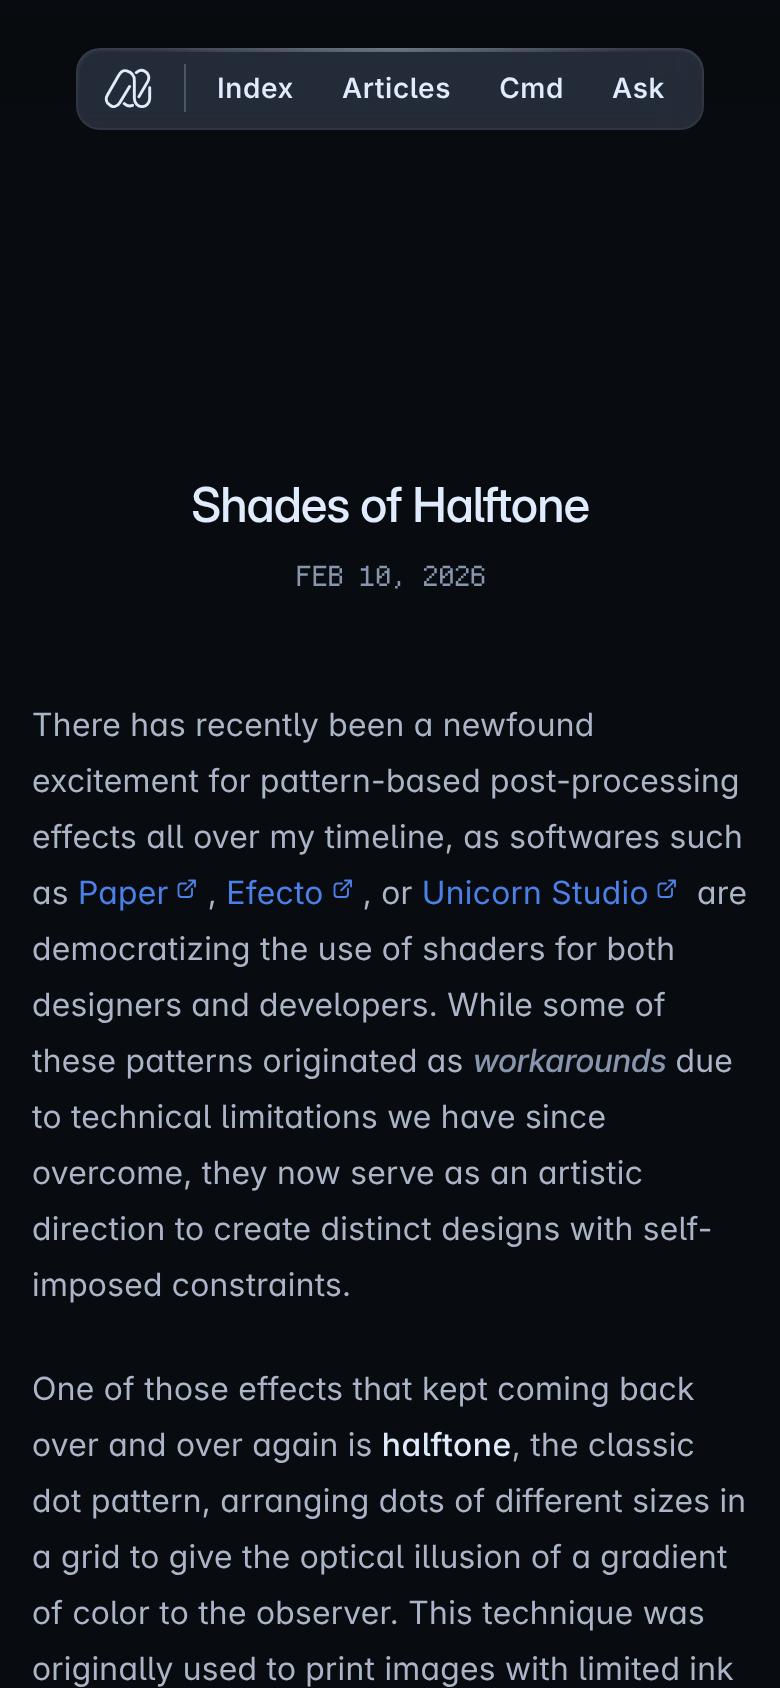 Index Articles Cmd Ask
Shades of Halftone
FEB 10, 2026
There has recently been a newfound
excitement for pattern-based post-processing
effects all over my timeline, as softwares such
as Paper , Efecto , or Unicorn Studio are
democratizing the use of shaders for both
designers and developers. While some of
these patterns originated as workarounds due
to technical limitations we have since
overcome, they now serve as an artistic
direction to create distinct designs with self-
imposed constraints.
One of those effects that kept coming back
over and over again is halftone, the classic
dot pattern, arranging dots of different sizes in
a grid to give the optical illusion of a gradient
of color to the observer. This technique was
originally used to print images with limited ink